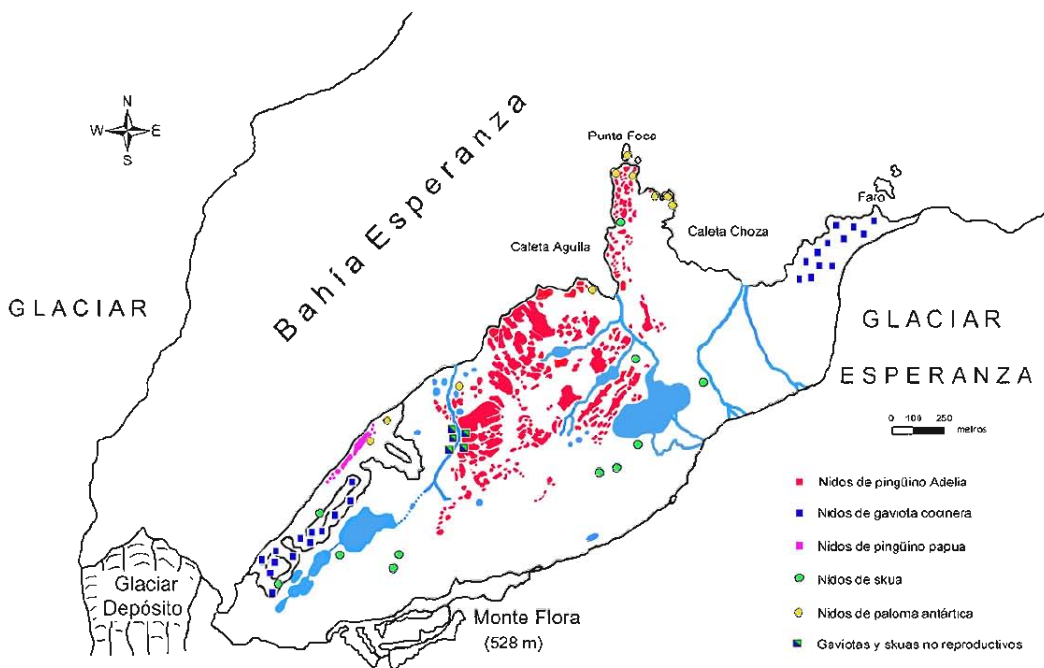 N
W E
S
Bahía Esperanza
Punta Foca
Faro
Caleta Aguila
Caleta Choza
GLACIAR
GLACIAR
ESPERANZA
0 100 250
metros
Nidos de pingüino Adelia
Nidos de gaviota cocinera
Nidos de pingüino papua
Nidos de skua
Nidos de paloma antártica
Gaviotas y skuas no reproductivos
Glaciar
Depósito
Monte Flora
(528 m)